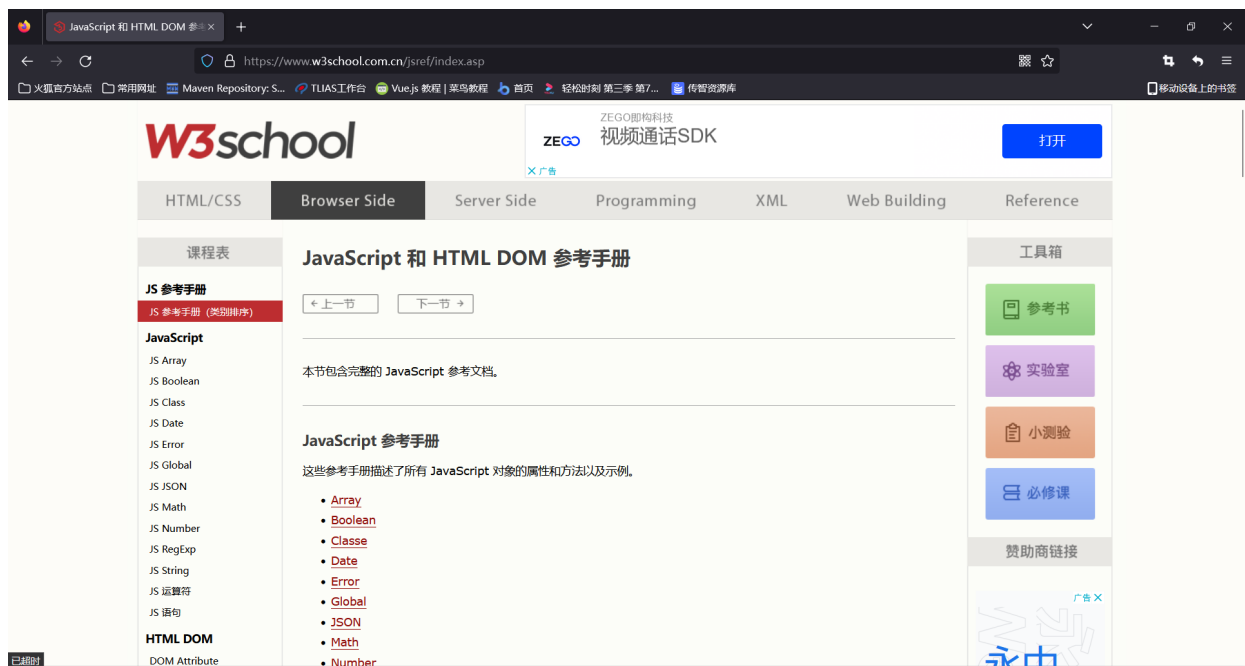 JavaScript 和 HTML DOM 参
https://www.w3school.com.cn/jsref/index.asp
火狐官方站点 常用网址 Maven Repository: S... TLIAS工作台 Vue.js 教程 | 菜鸟教程 首页 轻松时刻 第三季 第7... 传智资源库 移动设备上的书签
W3school
ZEGO ZEGO即构科技
视频通话SDK
打开
广告
HTML/CSS Browser Side Server Side Programming XML Web Building Reference
课程表
JS 参考手册
JS 参考手册（类别排序）
JavaScript
JS Array
JS Boolean
JS Class
JS Date
JS Error
JS Global
JS JSON
JS Math
JS Number
JS RegExp
JS String
JS 运算符
JS 语句
HTML DOM
DOM Attribute
JavaScript 和 HTML DOM 参考手册
上一节 下一节
本节包含完整的 JavaScript 参考文档。
JavaScript 参考手册
这些参考手册描述了所有 JavaScript 对象的属性和方法以及示例。
Array
Boolean
Classe
Date
Error
Global
JSON
Math
Number
工具箱
参考书
实验室
小测验
必修课
赞助商链接
广告
永中
已超时